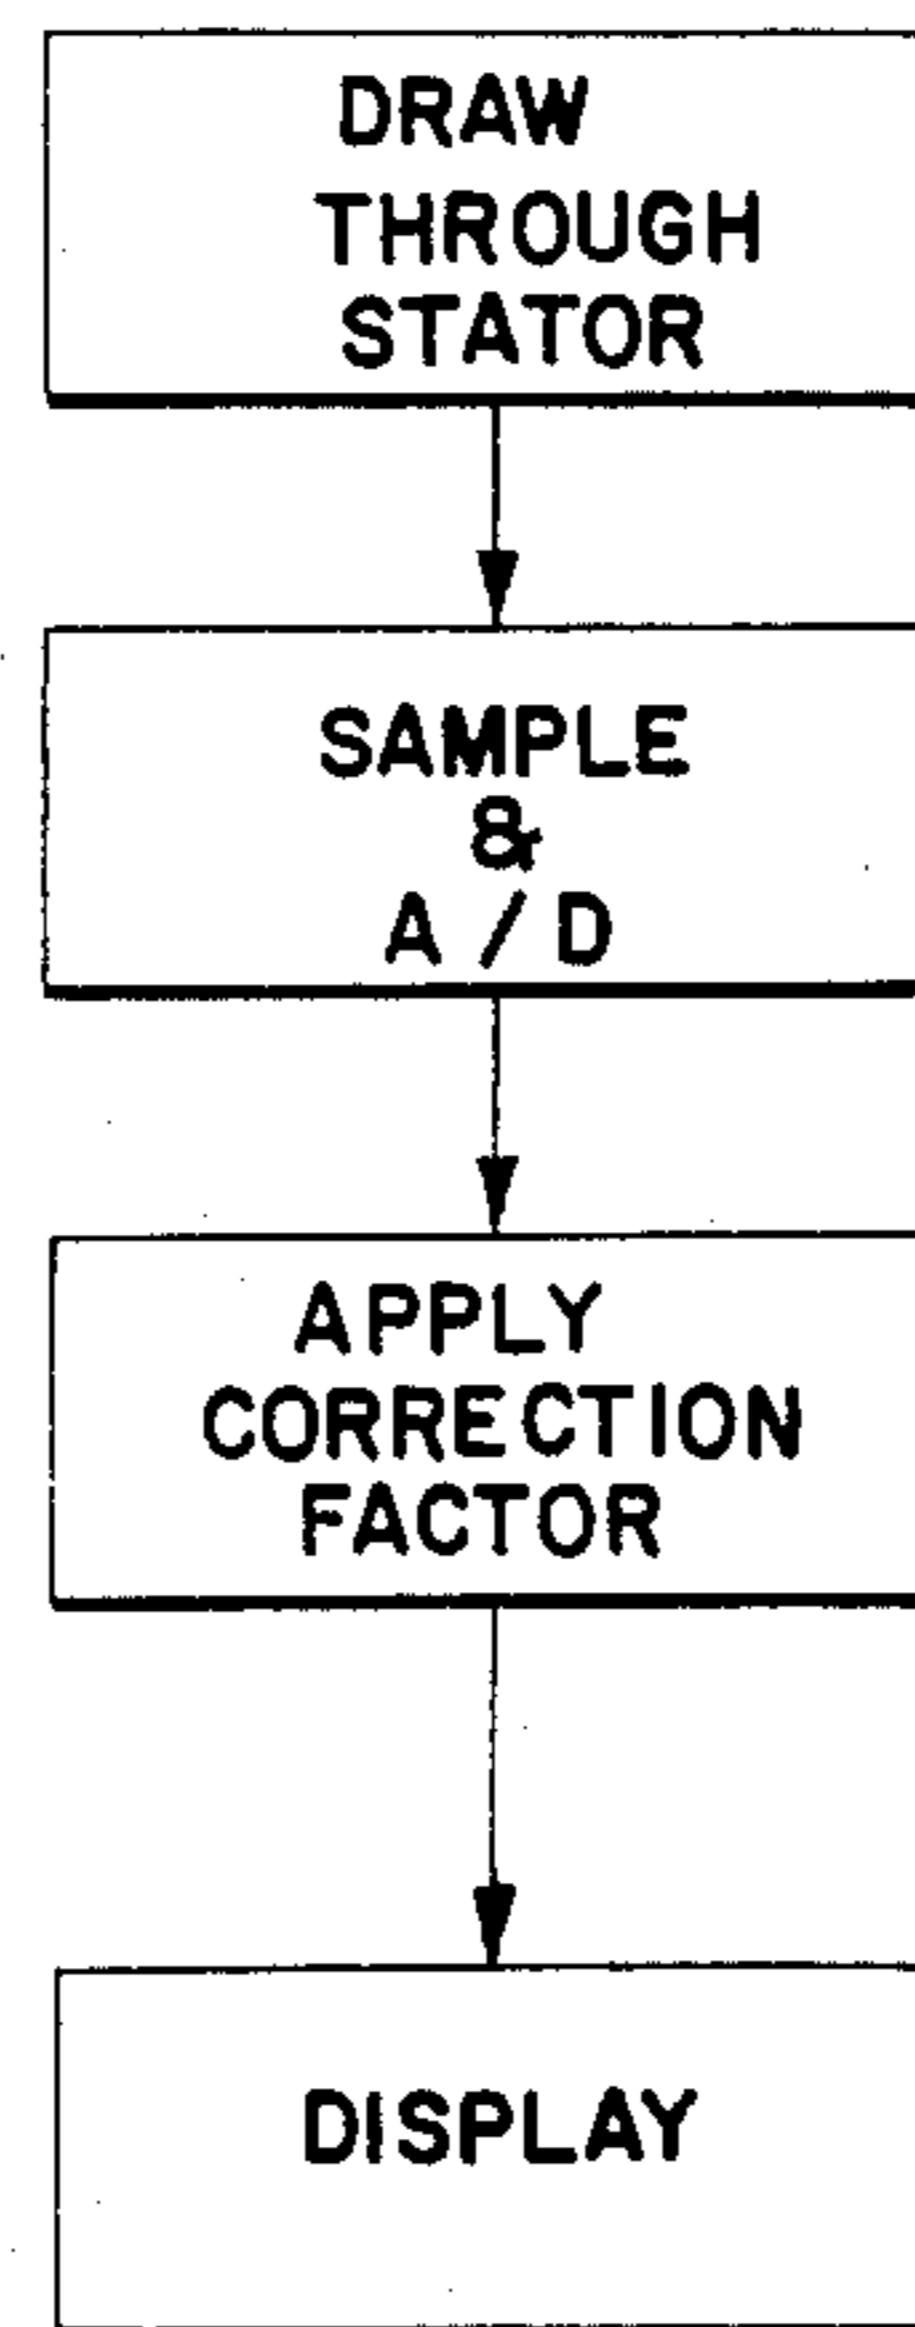 DRAW
THROUGH
STATOR
SAMPLE
&
A/D
APPLY
CORRECTION
FACTOR
DISPLAY